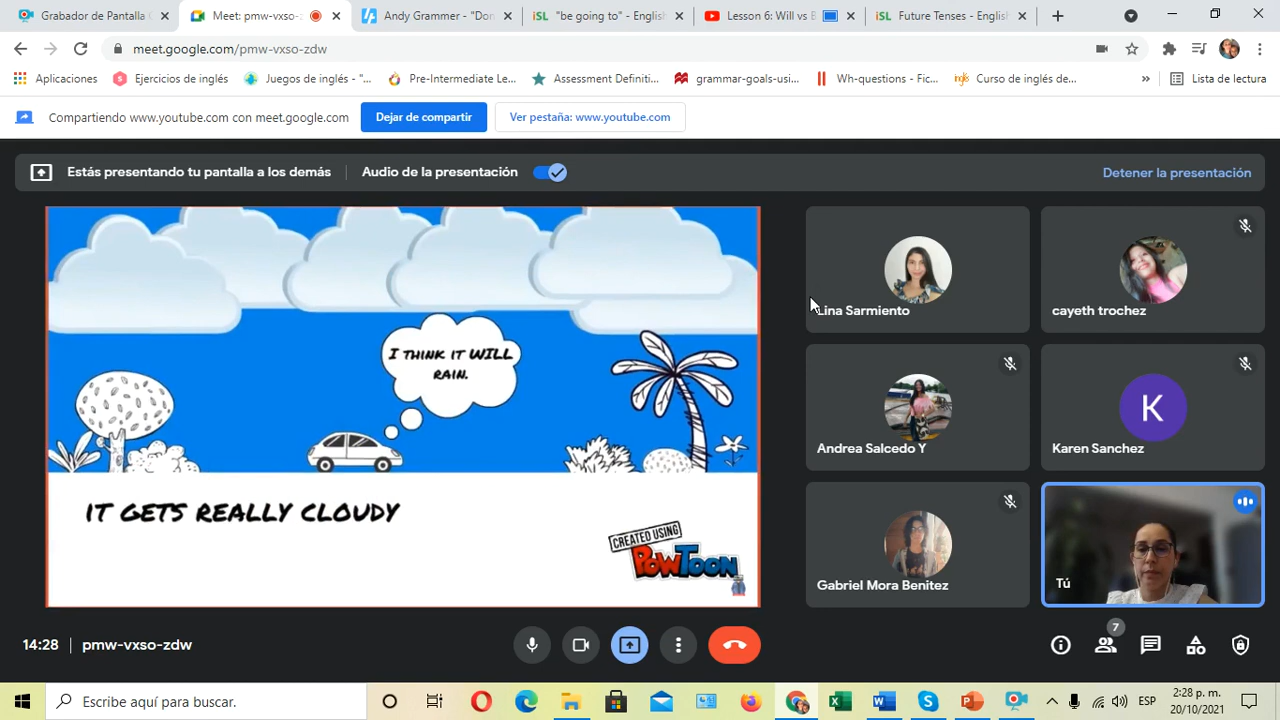 Grabador de Pantalla G
Meet: pmw-vxso-z
Andy Grammer - "Don
"be going to" - English
Lesson 6: Will vs B
Future Tenses - English
meet.google.com/pmw-vxso-zdw
Aplicaciones
Ejercicios de inglés
Juegos de inglés - "...
Pre-Intermediate Le...
Assessment Definiti...
grammar-goals-usi...
Wh-questions - Fic...
Curso de inglés de...
»
Lista de lectura
Compartiendo www.youtube.com con meet.google.com
Dejar de compartir
Ver pestaña: www.youtube.com
Estás presentando tu pantalla a los demás
Audio de la presentación
Detener la presentación
I THINK IT WILL
RAIN.
IT GETS REALLY CLOUDY
CREATED USING
POWTOON
Lina Sarmiento
cayeth trochez
Andrea Salcedo Y
K
Karen Sanchez
Gabriel Mora Benitez
Tú
14:28
pmw-vxso-zdw
7
Escribe aquí para buscar.
ESP
2:28 p. m.
20/10/2021